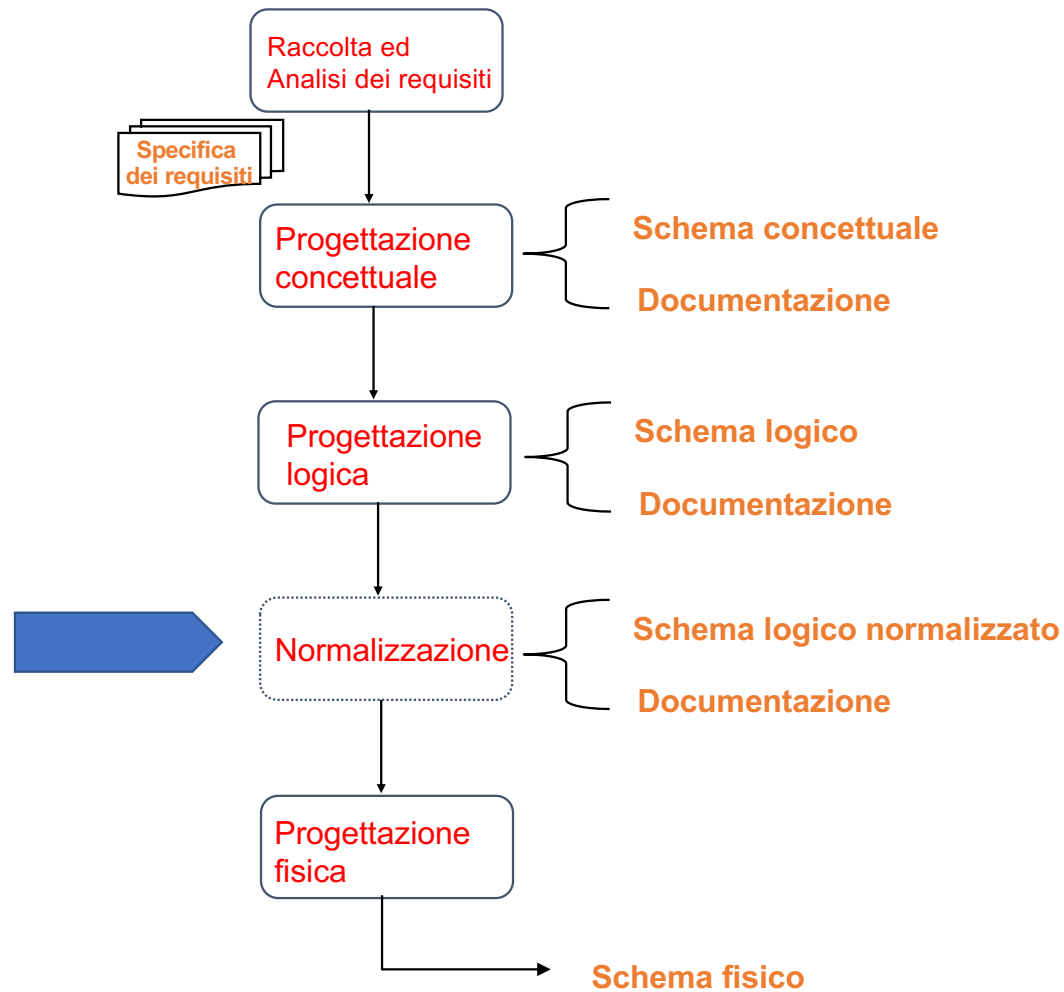 Raccolta ed
Analisi dei requisiti
Specifica
dei requisiti
Progettazione
concettuale
Schema concettuale
Documentazione
Progettazione
logica
Schema logico
Documentazione
Normalizzazione
Schema logico normalizzato
Documentazione
Progettazione
fisica
Schema fisico